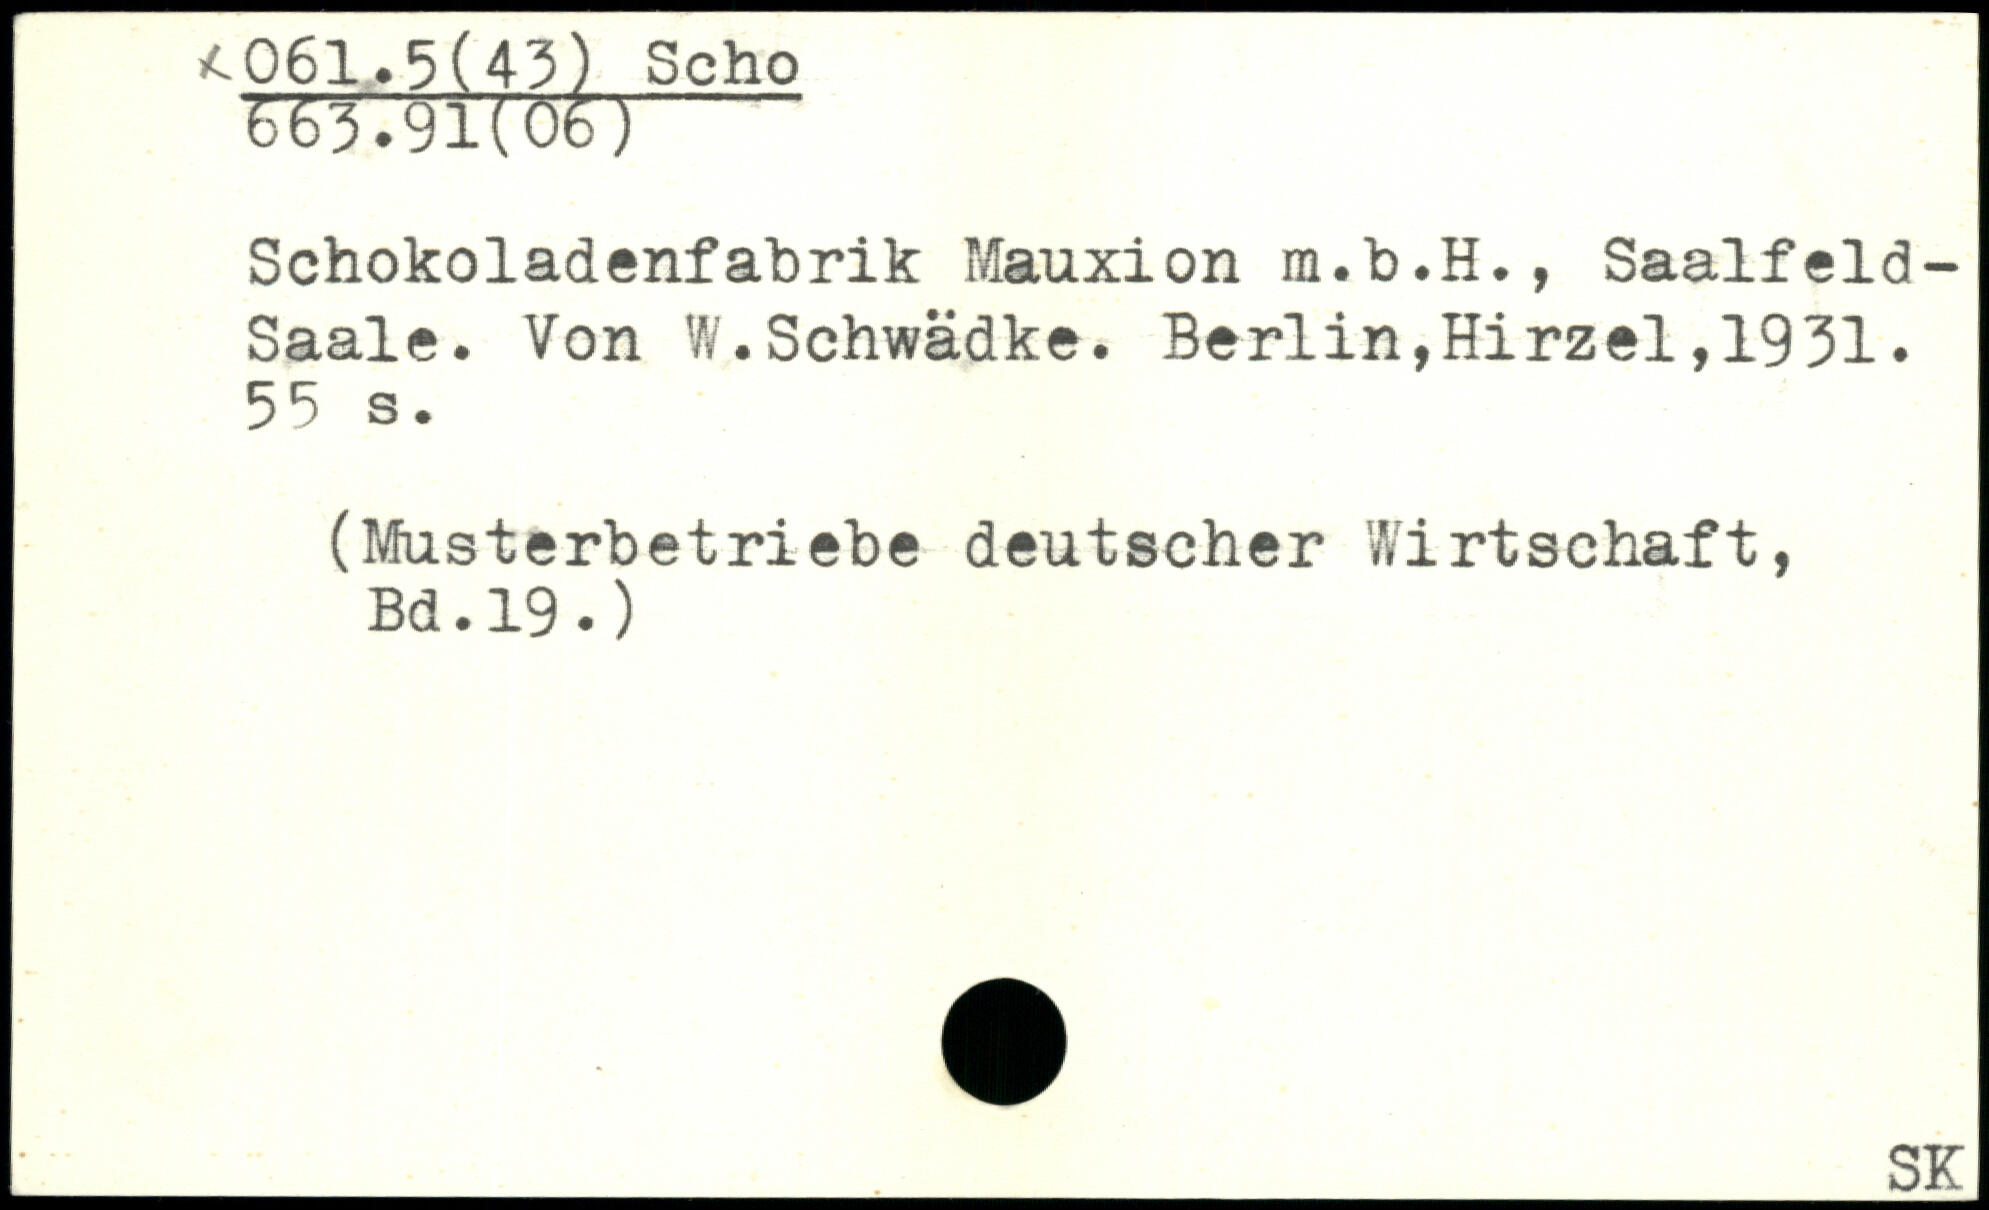 x 061.5(43) Scho
663.91(06)
Schokoladenfabrik Mauxion m.b.H., Saalfeld-
Saale. Von W.Schwädke. Berlin,Hirzel,1931.
55 s.
(Musterbetriebe deutscher Wirtschaft,
Bd.19.)
SK